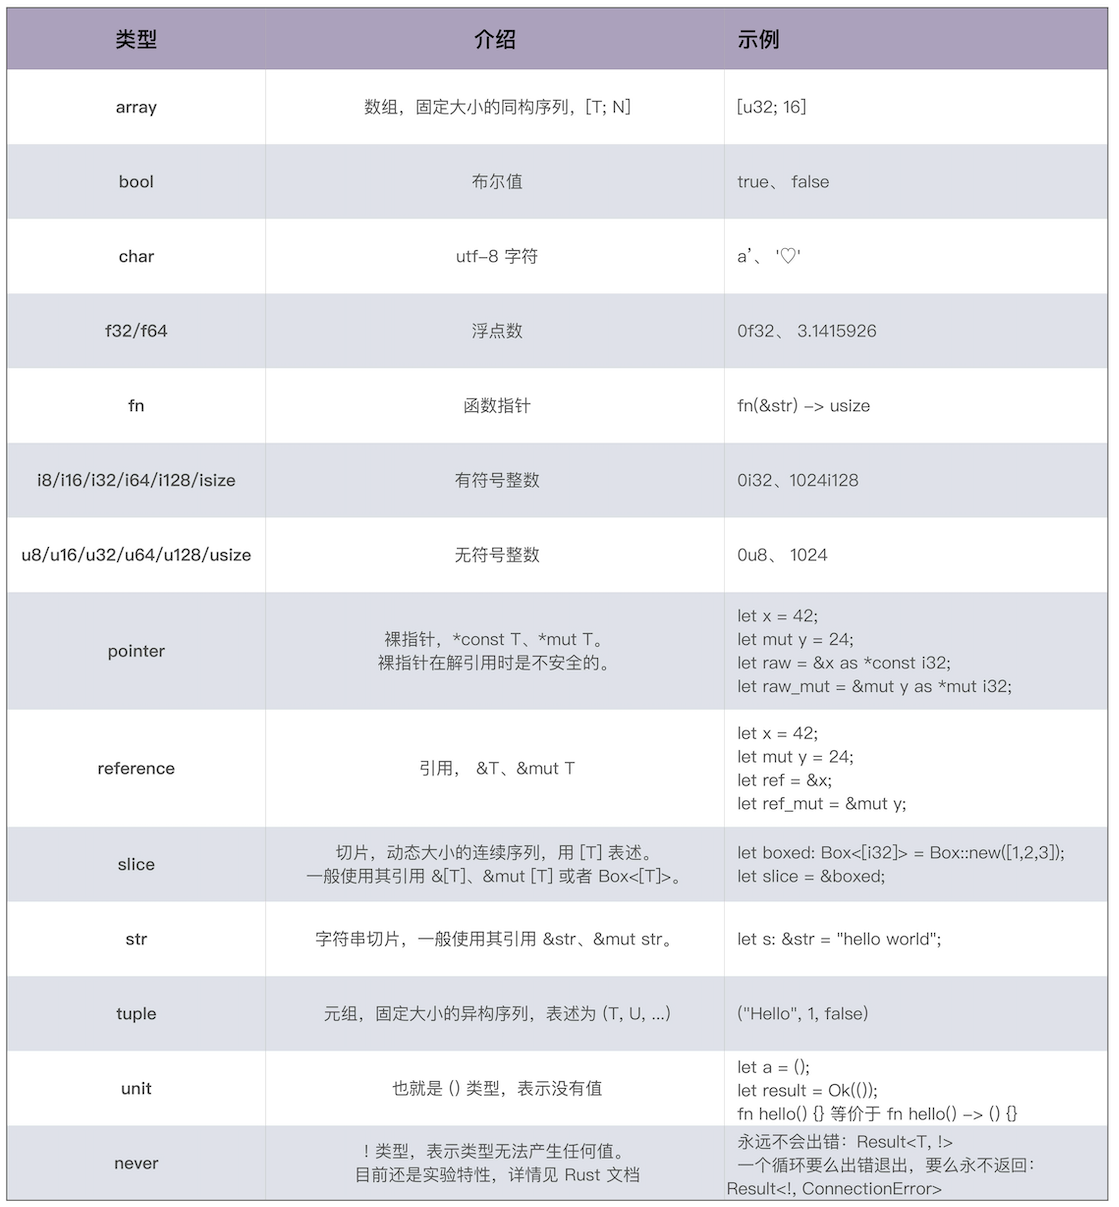 类型 介绍 示例
array 数组，固定大小的同构序列，[T; N] [u32; 16]
bool 布尔值 true、 false
char utf-8 字符 a’、 '♡'
f32/f64 浮点数 0f32、 3.1415926
fn 函数指针 fn(&str) -> usize
i8/i16/i32/i64/i128/isize 有符号整数 0i32、1024i128
u8/u16/u32/u64/u128/usize 无符号整数 0u8、 1024
pointer
裸指针，*const T、*mut T。
裸指针在解引用时是不安全的。
let x = 42;
let mut y = 24;
let raw = &x as *const i32;
let raw_mut = &mut y as *mut i32;
reference
引用， &T、&mut T
let x = 42;
let mut y = 24;
let ref = &x;
let ref_mut = &mut y;
slice
切片，动态大小的连续序列，用 [T] 表述。
一般使用其引用 &[T]、&mut [T] 或者 Box<[T]>。
let boxed: Box<[i32]> = Box::new([1,2,3]);
let slice = &boxed;
str 字符串切片，一般使用其引用 &str、&mut str。 let s: &str = "hello world";
tuple 元组，固定大小的异构序列，表述为 (T, U, ...) ("Hello", 1, false)
unit
也就是 () 类型，表示没有值
let a = ();
let result = Ok(());
fn hello() {} 等价于 fn hello() -> () {}
never
! 类型，表示类型无法产生任何值。
目前还是实验特性，详情见 Rust 文档
永远不会出错：Result<T, !>
一个循环要么出错退出，要么永不返回：
Result<!, ConnectionError>